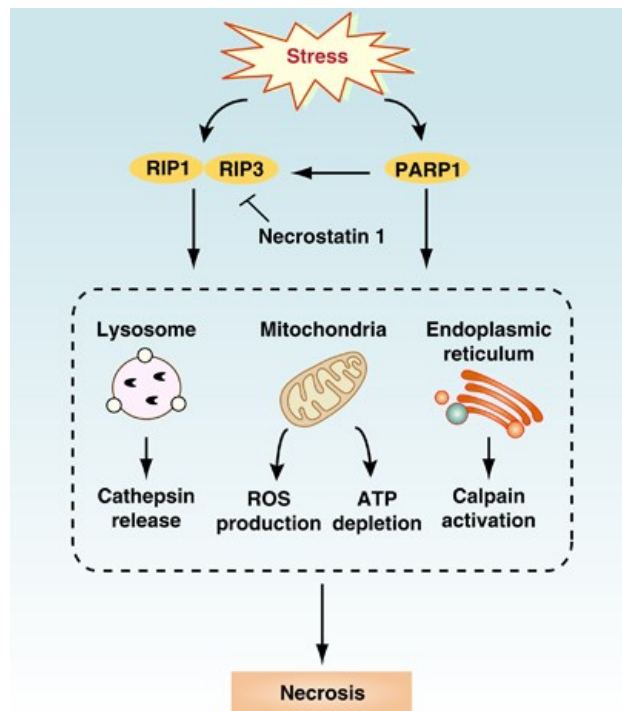 Stress
RIP1 RIP3
PARP1
Necrostatin 1
Lysosome
Mitochondria
Endoplasmic
reticulum
Cathepsin
release
ROS
production
ATP
depletion
Calpain
activation
Necrosis